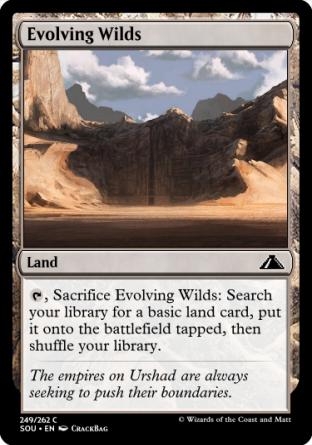 Evolving Wilds
Land
, Sacrifice Evolving Wilds: Search
your library for a basic land card, put
it onto the battlefield tapped, then
shuffle your library.
The empires on Urshad are always
seeking to push their boundaries.
249/262 C
SOU • EN CrackBag
© Wizards of the Coast and Matt